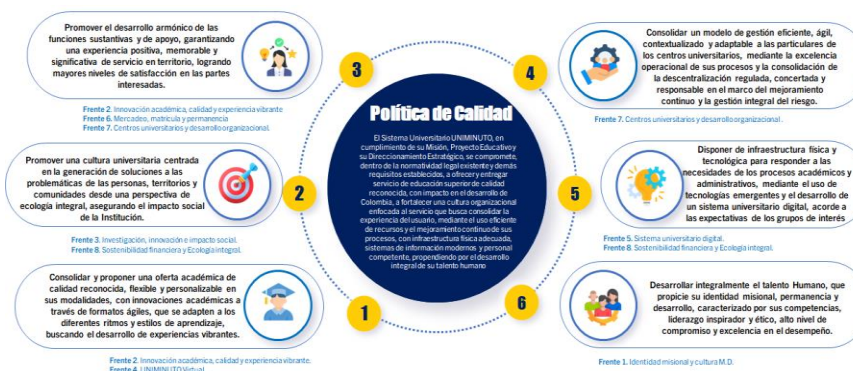 Promover el desarrollo armónico de las
funciones sustantivas y de apoyo, garantizando
una experiencia positiva, memorable y
significativa de servicio en territorio, logrando
mayores niveles de satisfacción en las partes
interesadas.
Frente 2. Innovación académica, calidad y experiencia vibrante
Frente 6. Mercadeo, matrícula y permanencia
Frente 7. Centros universitarios y desarrollo organizacional.
Promover una cultura universitaria centrada
en la generación de soluciones a las
problemáticas de las personas, territorios y
comunidades desde una perspectiva de
ecología integral, asegurando el impacto social
de la Institución.
Frente 3. Investigación, innovación e impacto social.
Frente 8. Sostenibilidad financiera y Ecología integral.
Consolidar y proponer una oferta académica de
calidad reconocida, flexible y personalizable en
sus modalidades, con innovaciones académicas a
través de formatos ágiles, que se adapten a los
diferentes ritmos y estilos de aprendizaje,
buscando el desarrollo de experiencias vibrantes.
Frente 2. Innovación académica, calidad y experiencia vibrante.
Frente 4. UNIMINUTO Virtual
3
2
1
Política de Calidad
El Sistema Universitario UNIMINUTO, en
cumplimiento de su Misión, Proyecto Educativo y
su Direccionamiento Estratégico, se compromete,
dentro de la normatividad legal existente y demás
requisitos establecidos, a ofrecer y entregar
servicio de educación superior de calidad
reconocida, con impacto en el desarrollo de
Colombia, a fortalecer una cultura organizacional
enfocada al servicio que busca consolidar la
experiencia del usuario, mediante el uso eficiente
de recursos y el mejoramiento continuo de sus
procesos, con infraestructura física adecuada,
sistemas de información modernos y personal
competente, propendiendo por el desarrollo
integral de su talento humano
4
5
6
Consolidar un modelo de gestión eficiente, ágil,
contextualizado y adaptable a las particulares de
los centros universitarios, mediante la excelencia
operacional de sus procesos y la consolidación de
la descentralización regulada, concertada y
responsable en el marco del mejoramiento
continuo y la gestión integral del riesgo.
Frente 7. Centros universitarios y desarrollo organizacional.
Disponer de infraestructura física y
tecnológica para responder a las
necesidades de los procesos académicos y
administrativos, mediante el uso de
tecnologías emergentes y el desarrollo de
un sistema universitario digital, acorde a
las expectativas de los grupos de interés
Frente 5. Sistema universitario digital.
Frente 8. Sostenibilidad financiera y Ecología integral.
Desarrollar integralmente el talento Humano, que
propicie su identidad misional, permanencia y
desarrollo, caracterizado por sus competencias,
liderazgo inspirador y ético, alto nivel de
compromiso y excelencia en el desempeño.
Frente 1. Identidad misional y cultura M.D.